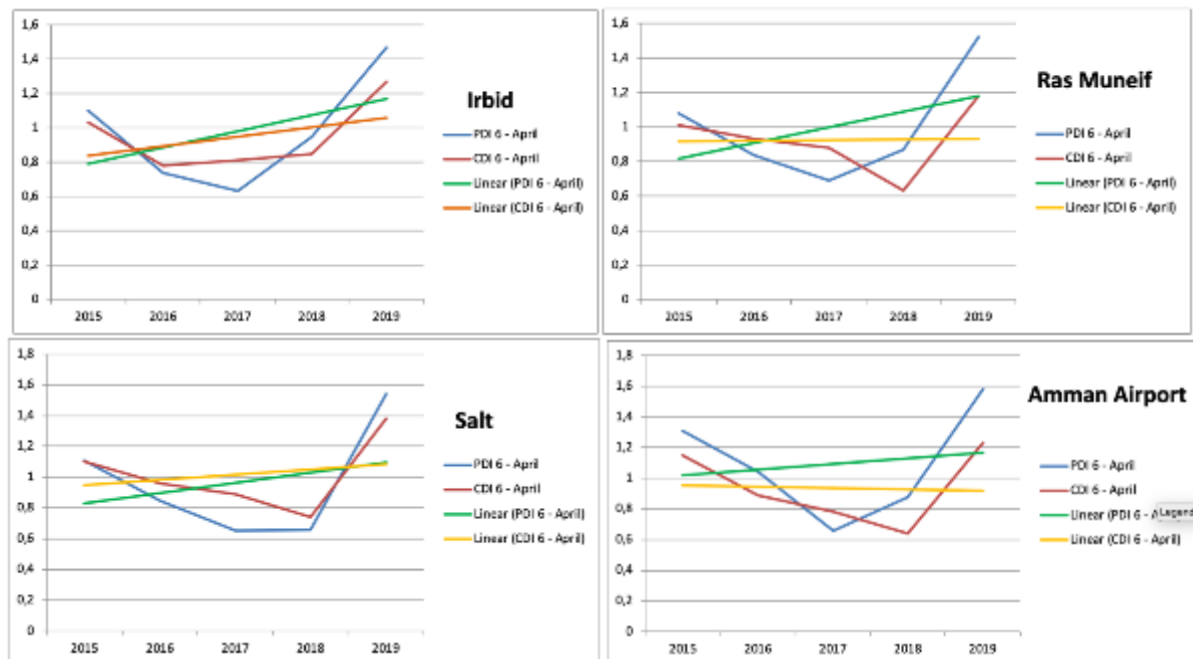 1,6
1,4
1,2
1
0,8
0,6
0,4
0,2
0
2015 2016 2017 2018 2019
Irbid
PDI 6 - April
CDI 6 - April
Linear (PDI 6 - April)
Linear (CDI 6 - April)
1,6
1,4
1,2
1
0,8
0,6
0,4
0,2
0
2015 2016 2017 2018 2019
Ras Muneif
PDI 6 - April
CDI 6 - April
Linear (PDI 6 - April)
Linear (CDI 6 - April)
1,8
1,6
1,4
1,2
1
0,8
0,6
0,4
0,2
0
2015 2016 2017 2018 2019
Salt
PDI 6 - April
CDI 6 - April
Linear (PDI 6 - April)
Linear (CDI 6 - April)
1,8
1,6
1,4
1,2
1
0,8
0,6
0,4
0,2
0
2015 2016 2017 2018 2019
Amman Airport
PDI 6 - April
CDI 6 - April
Linear (PDI 6 -
Legend
Linear (CDI 6 - April)